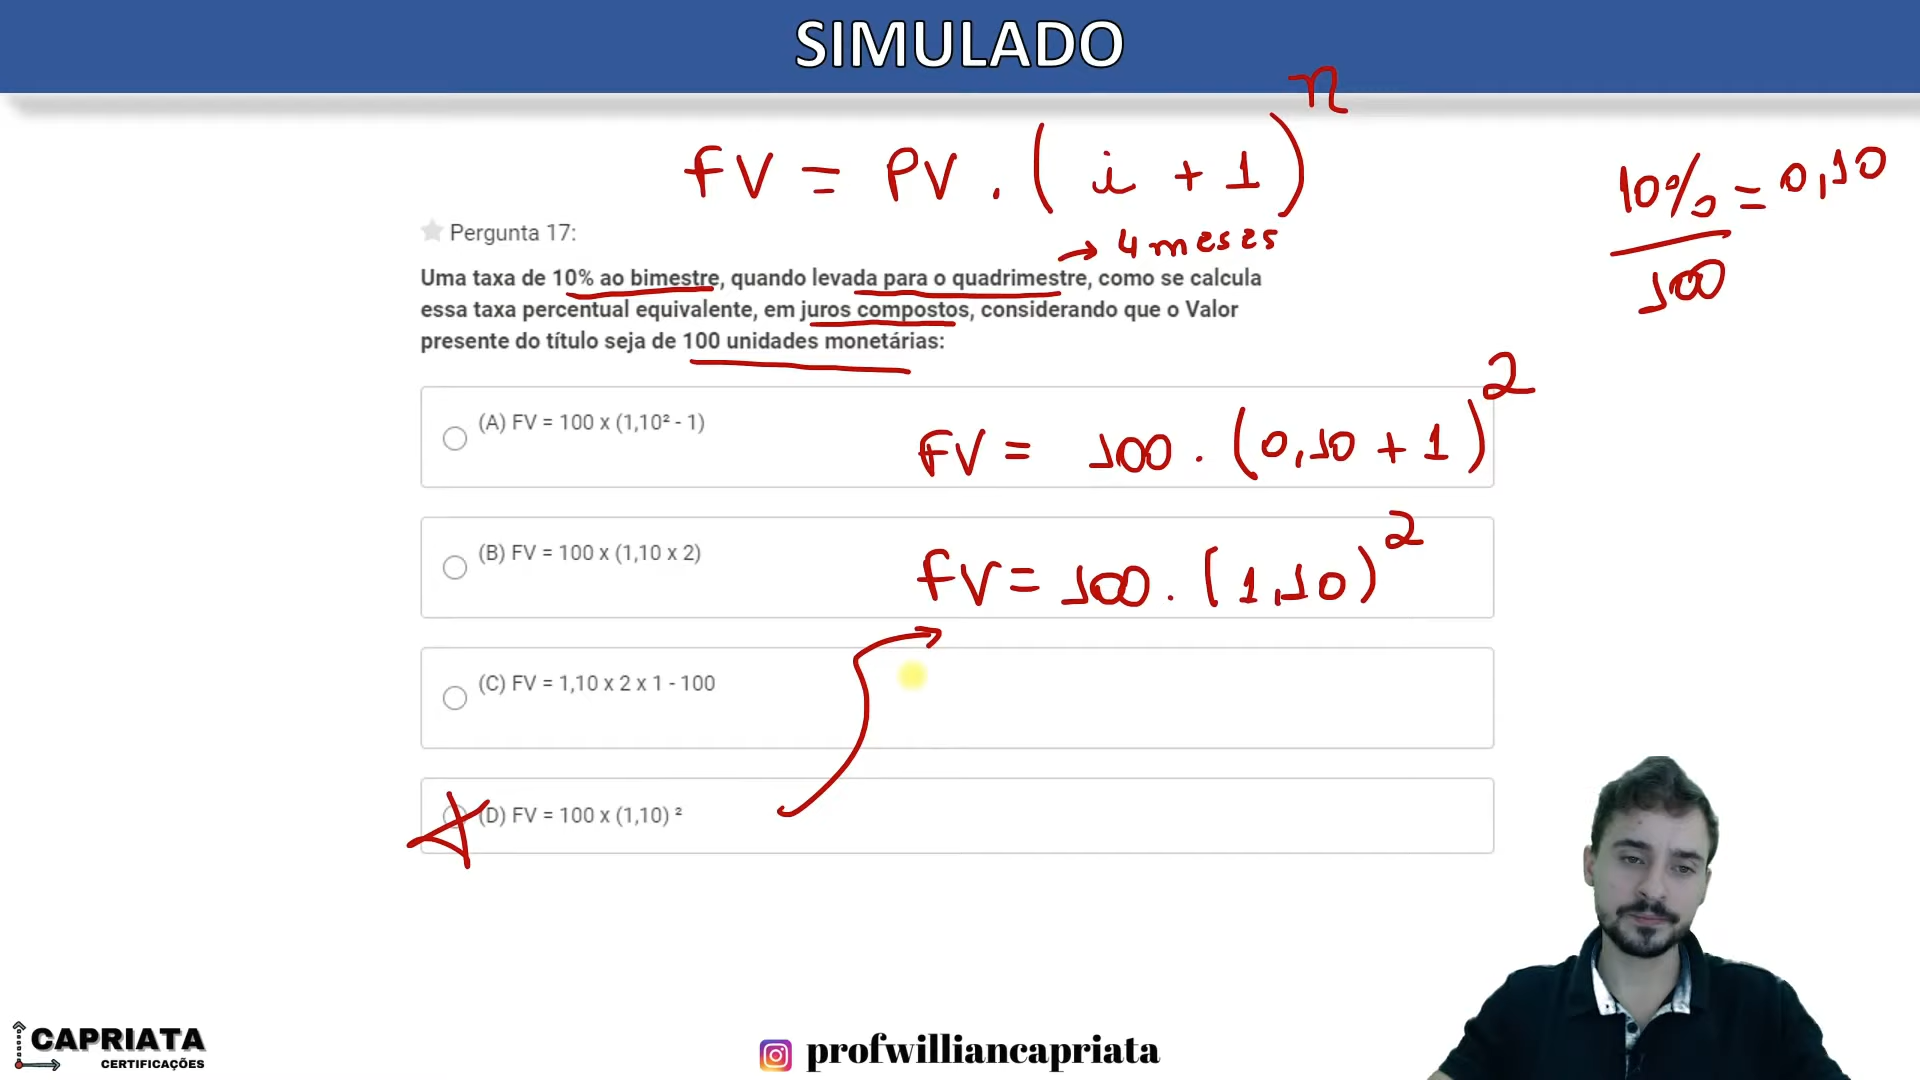 SIMULADO
FV = PV . ( i + 1 )ⁿ
10% = 0,10
100
Pergunta 17:
→ 4 meses
Uma taxa de 10% ao bimestre, quando levada para o quadrimestre, como se calcula
essa taxa percentual equivalente, em juros compostos, considerando que o Valor
presente do título seja de 100 unidades monetárias:
(A) FV = 100 x (1,10² - 1)
FV = 100 . (0,10 + 1)²
(B) FV = 100 x (1,10 x 2)
FV = 100 . (1,10)²
(C) FV = 1,10 x 2 x 1 - 100
(D) FV = 100 x (1,10) ²
CAPRIATA
CERTIFICAÇÕES
profwilliancapriata